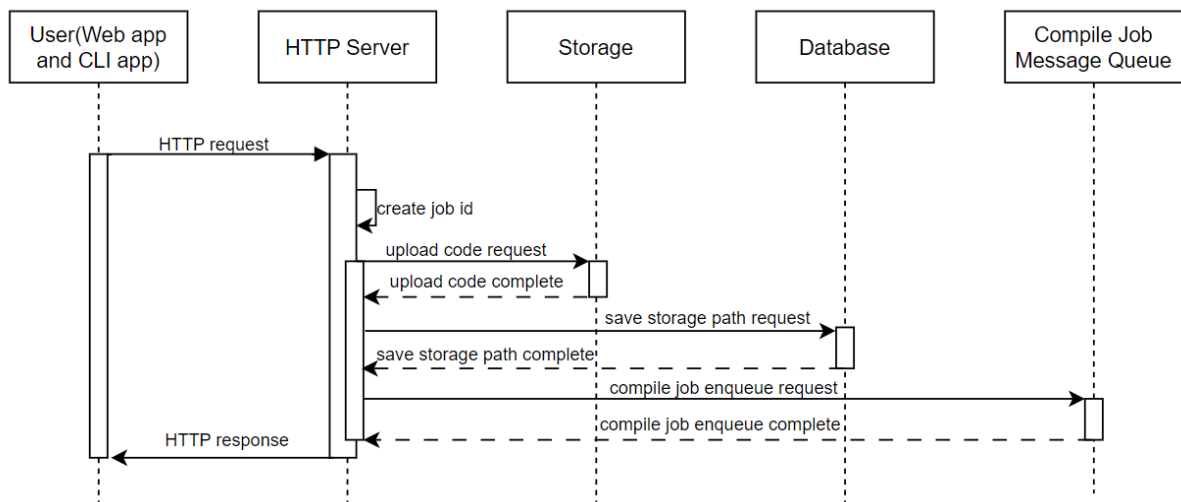 User(Web app
and CLI app)
HTTP Server
Storage
Database
Compile Job
Message Queue
HTTP request
create job id
upload code request
upload code complete
save storage path request
save storage path complete
compile job enqueue request
compile job enqueue complete
HTTP response